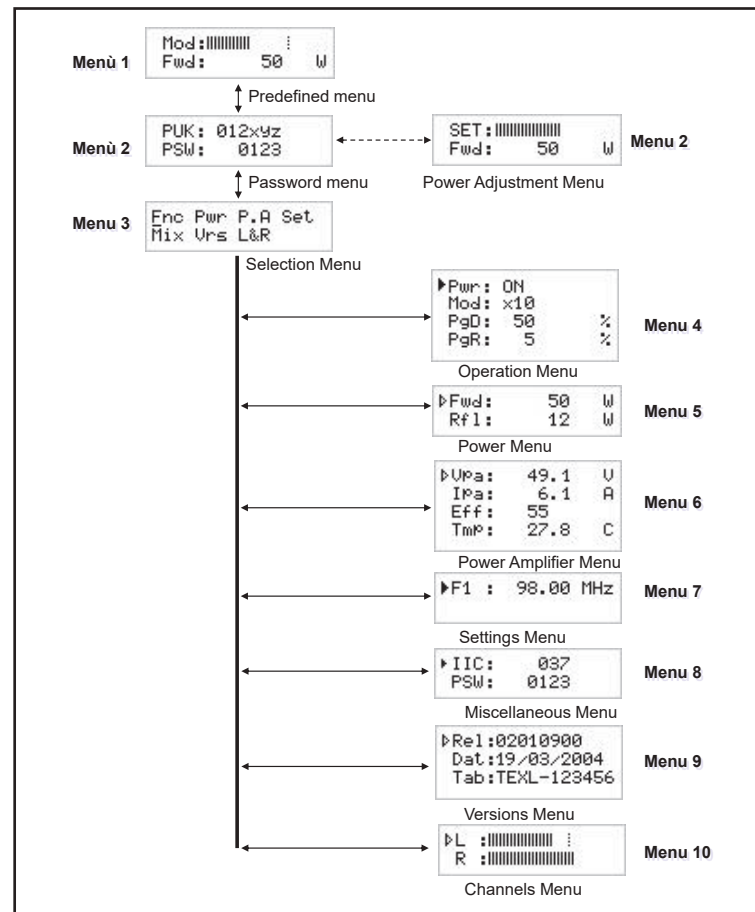 Menù 1
Mod:
Fwd: 50 W
Predefined menu
Menù 2
PUK: 012xyz
PSW: 0123
SET:
Fwd: 50 W
Menu 2
Password menu
Power Adjustment Menu
Menu 3
Fnc Pwr P.A Set
Mix Vrs L&R
Selection Menu
Pwr: ON
Mod: x10
PgD: 50 %
PgR: 5 %
Menu 4
Operation Menu
Fwd: 50 W
Rfl: 12 W
Menu 5
Power Menu
Vpa: 49.1 V
Ipa: 6.1 A
Eff: 55
Tmp: 27.8 C
Menu 6
Power Amplifier Menu
F1 : 98.00 MHz
Menu 7
Settings Menu
IIC: 037
PSW: 0123
Menu 8
Miscellaneous Menu
Rel:02010900
Dat:19/03/2004
Tab:TEXL-123456
Menu 9
Versions Menu
L :
R :
Menu 10
Channels Menu